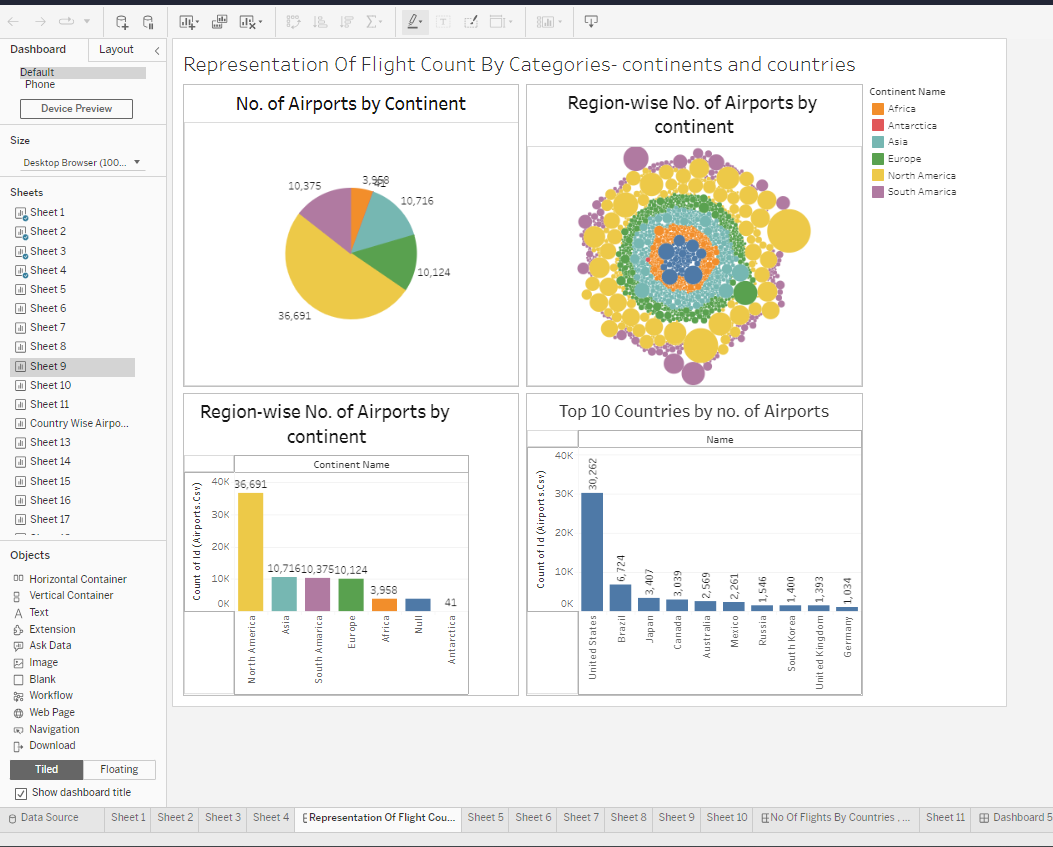 Dashboard
Layout
Default
Phone
Device Preview
Size
Desktop Browser (100...
Sheets
Sheet 1
Sheet 2
Sheet 3
Sheet 4
Sheet 5
Sheet 6
Sheet 7
Sheet 8
Sheet 9
Sheet 10
Sheet 11
Country Wise Airpo...
Sheet 13
Sheet 14
Sheet 15
Sheet 16
Sheet 17
Objects
Horizontal Container
Vertical Container
Text
Extension
Ask Data
Image
Blank
Workflow
Web Page
Navigation
Download
Tiled
Floating
Show dashboard title
Representation Of Flight Count By Categories- continents and countries
No. of Airports by Continent
10,375
3,958
41
10,716
10,124
36,691
Region-wise No. of Airports by
continent
Continent Name
Africa
Antarctica
Asia
Europe
North America
South America
Region-wise No. of Airports by
continent
Continent Name
Count of Id (Airports.Csv)
40K
30K
20K
10K
0K
36,691
10,716
10,375
10,124
3,958
41
North America
Asia
South America
Europe
Africa
Null
Antarctica
Top 10 Countries by no. of Airports
Name
Count of Id (Airports.Csv)
40K
30K
20K
10K
0K
30,262
6,724
3,407
3,039
2,569
2,261
1,546
1,400
1,393
1,034
United States
Brazil
Japan
Canada
Australia
Mexico
Russia
South Korea
United Kingdom
Germany
Data Source
Sheet 1
Sheet 2
Sheet 3
Sheet 4
Representation Of Flight Cou...
Sheet 5
Sheet 6
Sheet 7
Sheet 8
Sheet 9
Sheet 10
No Of Flights By Countries , ...
Sheet 11
Dashboard 5